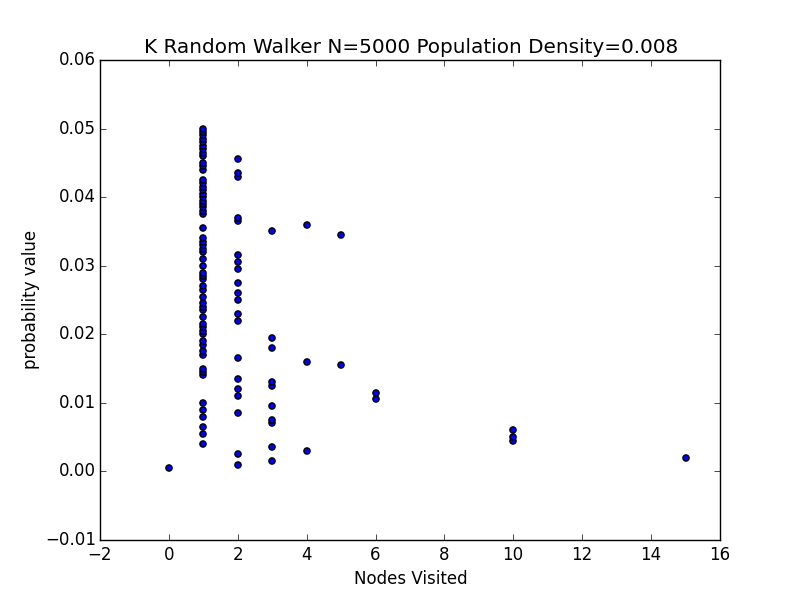 K Random Walker N=5000 Population Density=0.008
0.06
0.05
0.04
0.03
0.02
0.01
0.00
−0.01
probability value
−2 0 2 4 6 8 10 12 14 16
Nodes Visited